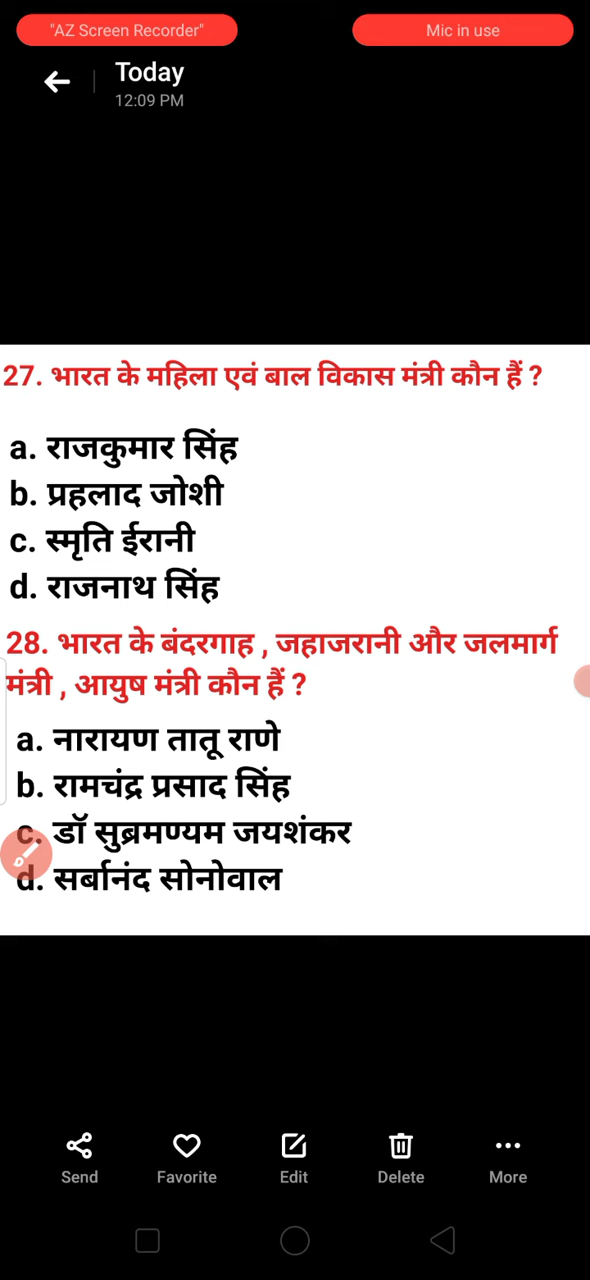 "AZ Screen Recorder"
Mic in use
Today
12:09 PM
27. भारत के महिला एवं बाल विकास मंत्री कौन हैं ?
a. राजकुमार सिंह
b. प्रहलाद जोशी
c. स्मृति ईरानी
d. राजनाथ सिंह
28. भारत के बंदरगाह , जहाजरानी और जलमार्ग
मंत्री , आयुष मंत्री कौन हैं ?
a. नारायण तातू राणे
b. रामचंद्र प्रसाद सिंह
c. डॉ सुब्रमण्यम जयशंकर
d. सर्बानंद सोनोवाल
Send
Favorite
Edit
Delete
More